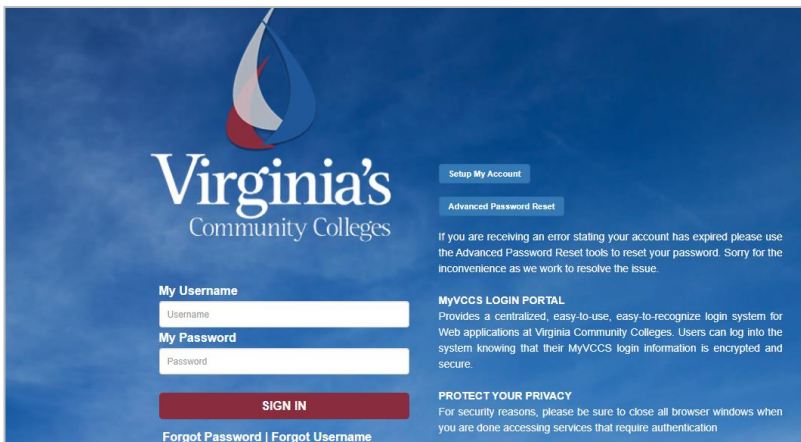 Virginia's
Community Colleges
My Username
Username
My Password
Password
SIGN IN
Forgot Password | Forgot Username
Setup My Account
Advanced Password Reset
If you are receiving an error stating your account has expired please use
the Advanced Password Reset tools to reset your password. Sorry for the
inconvenience as we work to resolve the issue.
MyVCCS LOGIN PORTAL
Provides a centralized, easy-to-use, easy-to-recognize login system for
Web applications at Virginia Community Colleges. Users can log into the
system knowing that their MyVCCS login information is encrypted and
secure.
PROTECT YOUR PRIVACY
For security reasons, please be sure to close all browser windows when
you are done accessing services that require authentication